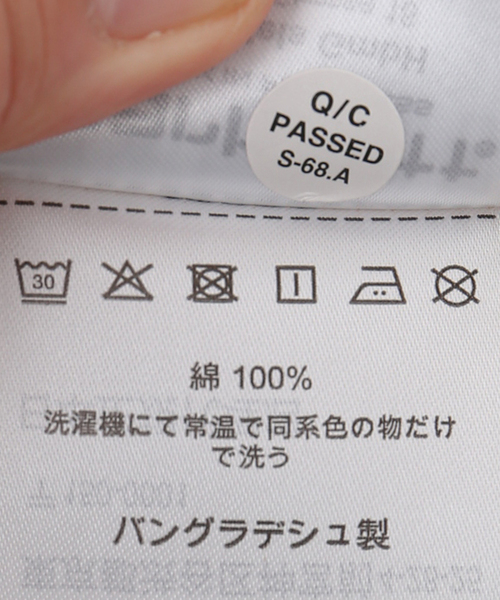 Q/C
PASSED
S-68.A
30
綿 100%
洗濯機にて常温で同系色の物だけ
で洗う
バングラデシュ製